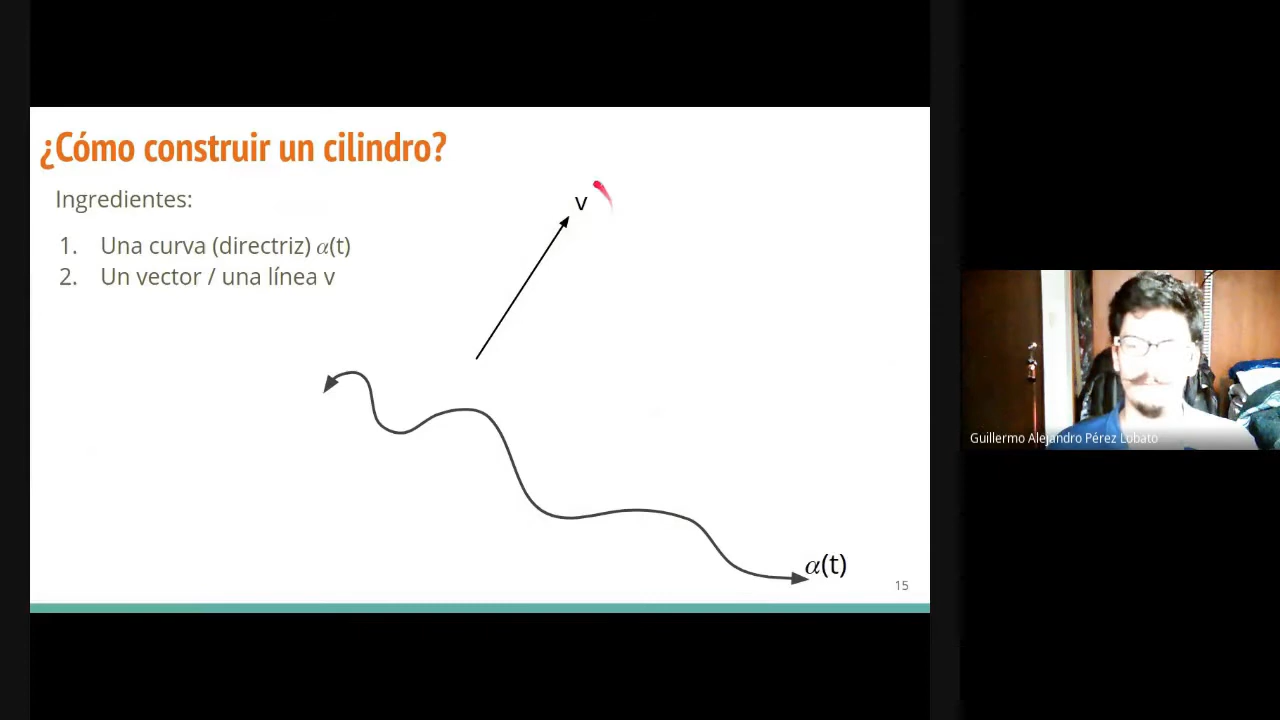 ¿Cómo construir un cilindro?
Ingredientes:
1. Una curva (directriz) α(t)
2. Un vector / una línea v
v
α(t)
15
Guillermo Alejandro Pérez Lobato